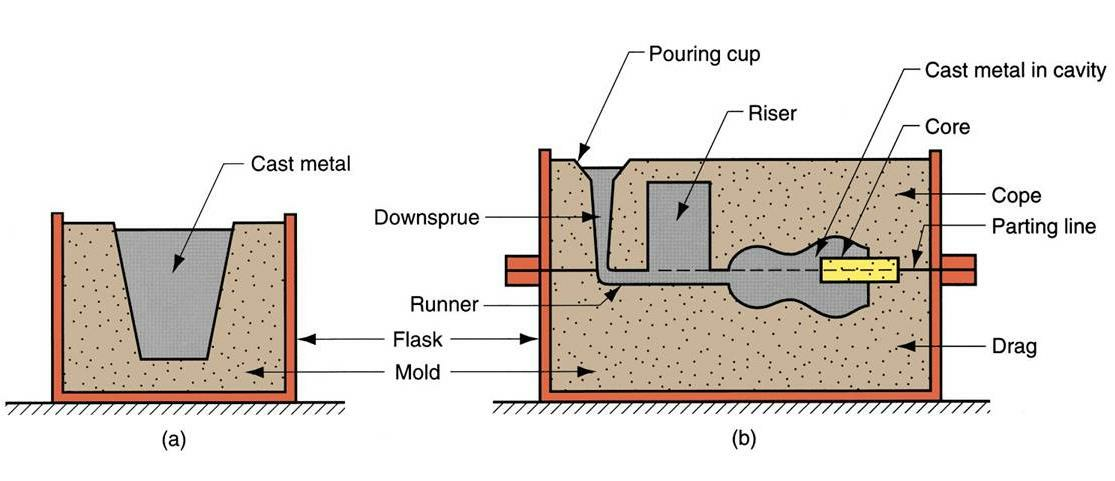 Pouring cup
Cast metal in cavity
Riser
Core
Cast metal
Cope
Downsprue
Parting line
Runner
Flask
Drag
Mold
(a)
(b)